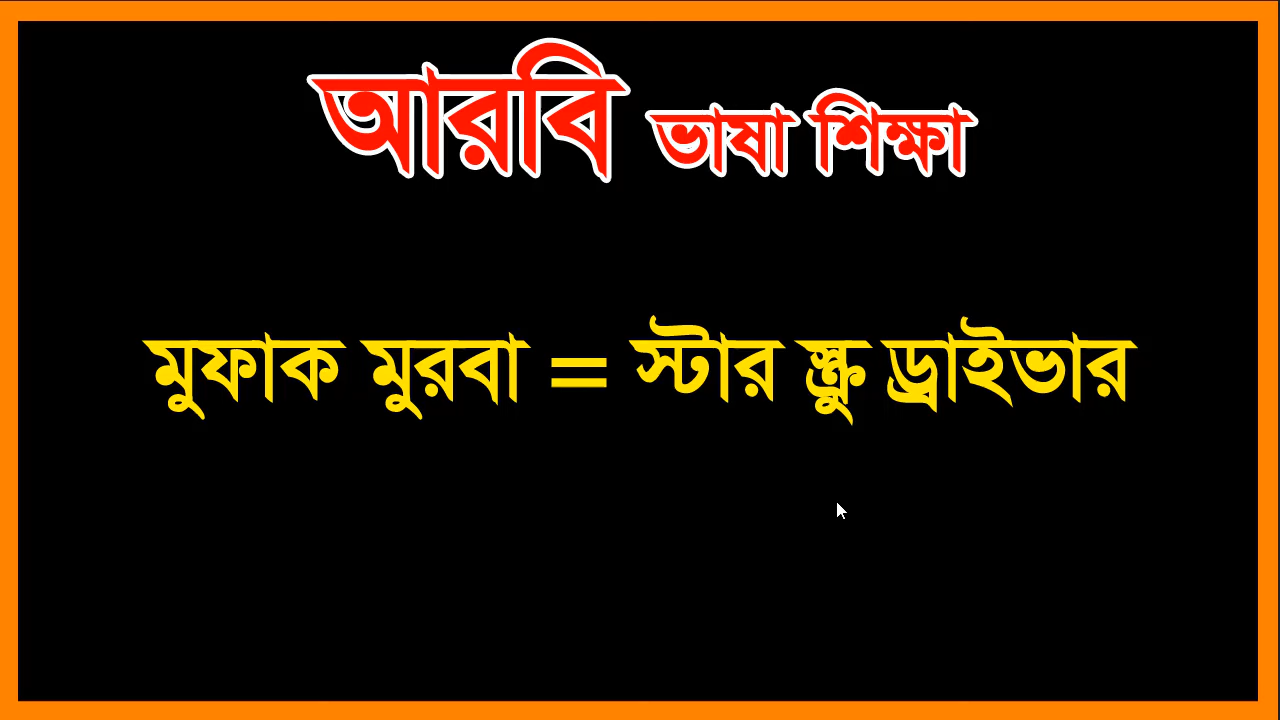 আরবি ভাষা শিক্ষা
মুফাক মুরবা = স্টার স্ক্রু ড্রাইভার